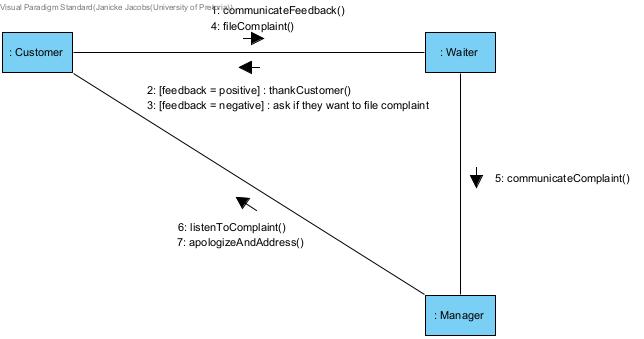 Visual Paradigm Standard(Janicke Jacobs(University of Pretoria))
1: communicateFeedback()
4: fileComplaint()
: Customer
: Waiter
2: [feedback = positive] : thankCustomer()
3: [feedback = negative] : ask if they want to file complaint
5: communicateComplaint()
6: listenToComplaint()
7: apologizeAndAddress()
: Manager